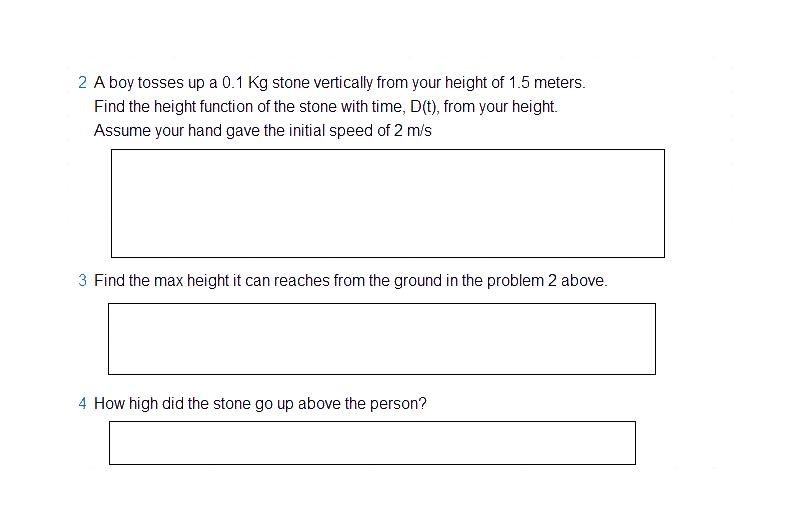 2 A boy tosses up a 0.1 Kg stone vertically from your height of 1.5 meters.
Find the height function of the stone with time, D(t), from your height.
Assume your hand gave the initial speed of 2 m/s
3 Find the max height it can reaches from the ground in the problem 2 above.
4 How high did the stone go up above the person?